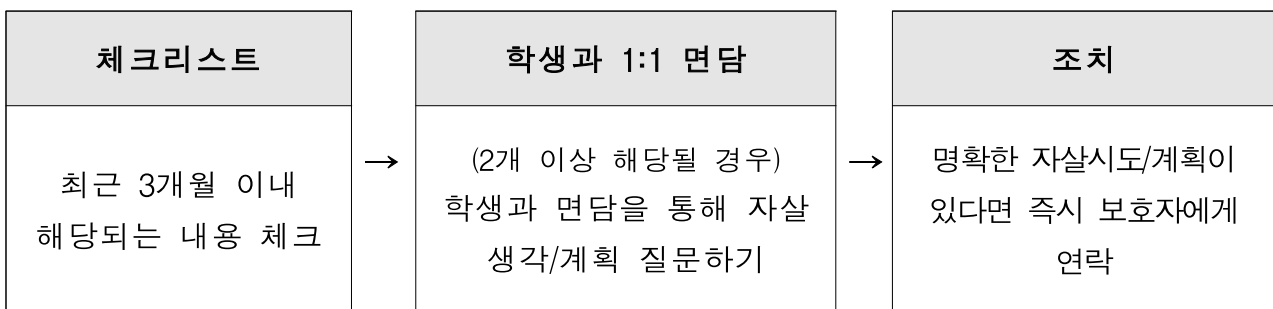 체크리스트
최근 3개월 이내
해당되는 내용 체크
→
학생과 1:1 면담
(2개 이상 해당될 경우)
학생과 면담을 통해 자살
생각/계획 질문하기
→
조치
명확한 자살시도/계획이
있다면 즉시 보호자에게
연락